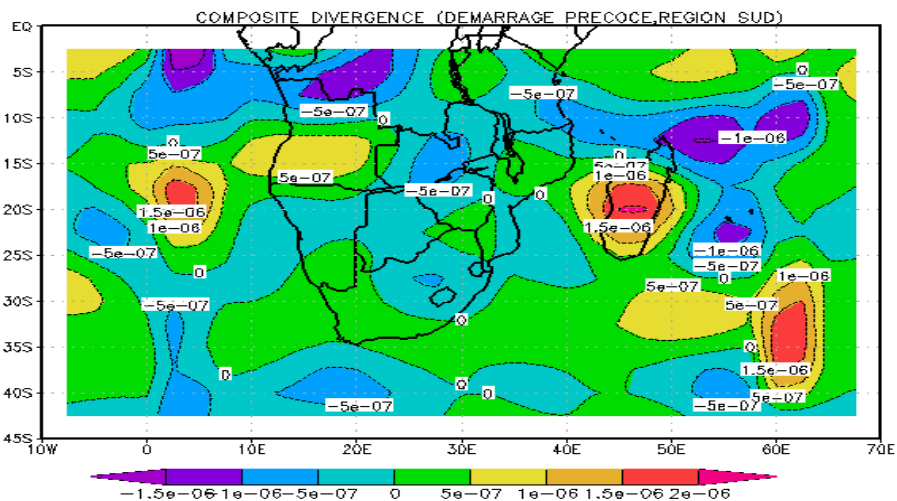 COMPOSITE DIVERGENCE (DEMARRAGE PRECOCE,REGION SUD)
EQ
0
5S
-5e-07
-5e-07
-5e-07
10S
0
-1e-06
0
5e-07
0
15S
5e-07
5e-07
1e-06
-5e-07
0
0
20S
1.5e-06
1e-06
1.5e-06
25S
-5e-07
-1e-06
-5e-07
0
0
1e-06
5e-07
30S
-5e-07
5e-07
0
35S
0
1.5e-06
0
0
40S
0
5e-07
-5e-07
-5e-07
45S
10W 0 10E 20E 30E 40E 50E 60E 70E
-1.5e-06 -1e-06 -5e-07 0 5e-07 1e-06 1.5e-06 2e-06